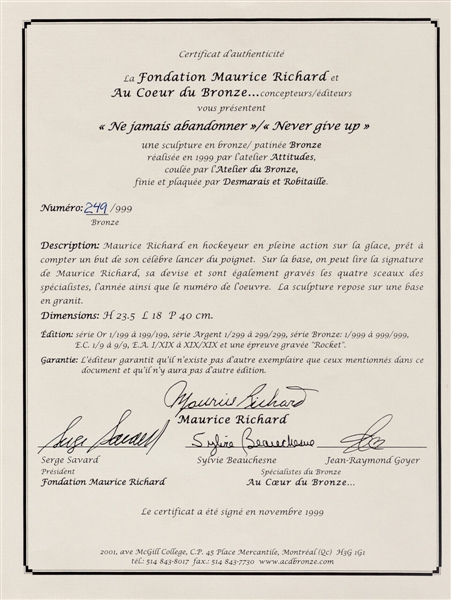 Certificat d'authenticité
La Fondation Maurice Richard et
Au Coeur du Bronze...concepteurs/éditeurs
vous présentent
« Ne jamais abandonner »/« Never give up »
une sculpture en bronze/ patinée Bronze
réalisée en 1999 par l'atelier Attitudes,
coulée par l'Atelier du Bronze,
finie et plaquée par Desmarais et Robitaille.
Numéro: 249 /999
Bronze
Description: Maurice Richard en hockeyeur en pleine action sur la glace, prêt à
compter un but de son célèbre lancer du poignet. Sur la base, on peut lire la signature
de Maurice Richard, sa devise et sont également gravés les quatre sceaux des
spécialistes, l'année ainsi que le numéro de l'oeuvre. La sculpture repose sur une base
en granit.
Dimensions: H 23.5 L 18 P 40 cm.
Édition: série Or 1/199 à 199/199, série Argent 1/299 à 299/299, série Bronze: 1/999 à 999/999,
E.C. 1/9 à 9/9, E.A. I/XIX à XIX/XIX et une épreuve gravée "Rocket".
Garantie: L'éditeur garantit qu'il n'existe pas d'autre exemplaire que ceux mentionnés dans ce
document et qu'il n'y aura pas d'autre édition.
Maurice Richard
Maurice Richard
Serge Savard Sylvie Beauchesne
Serge Savard Sylvie Beauchesne Jean-Raymond Goyer
Président Spécialistes du Bronze
Fondation Maurice Richard Au Cœur du Bronze...
Le certificat a été signé en novembre 1999
2001, ave McGill Collège, C.P. 45 Place Mercantile, Montréal (Qc) H3G 1G1
tél.: 514 843-8017 fax.: 514 843-7730 www.acdbronze.com